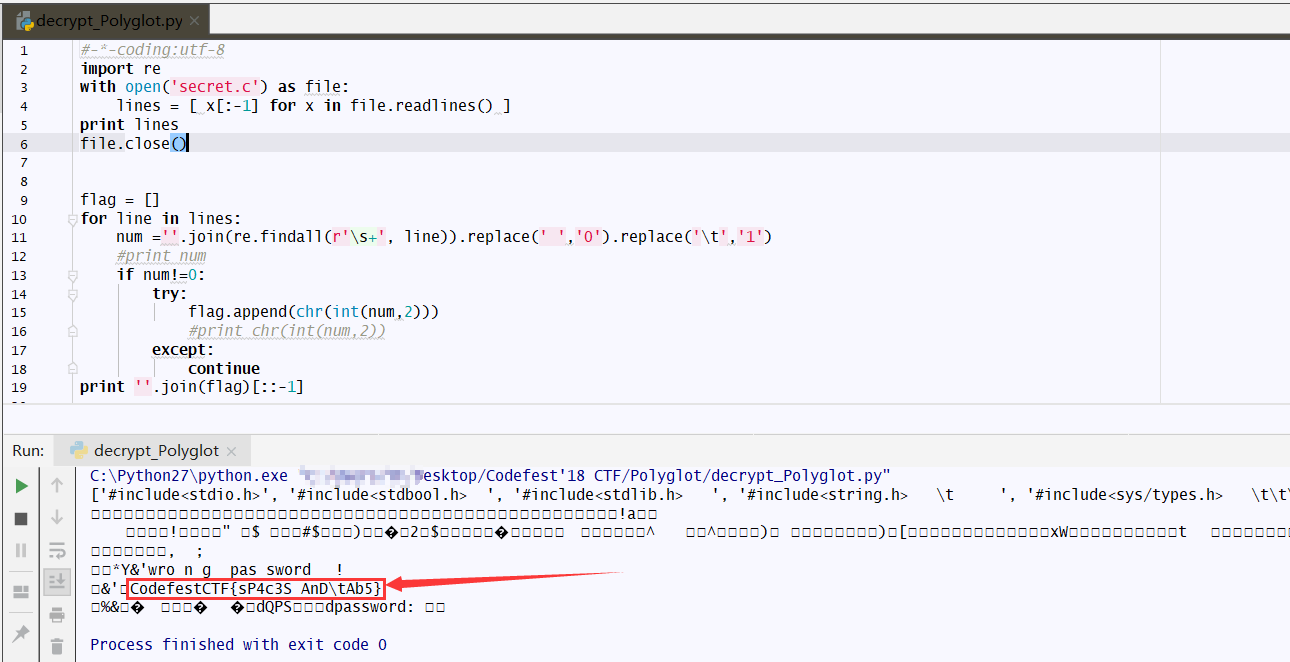 decrypt_Polyglot.py ×
1 #-*-coding:utf-8
2 import re
3 with open('secret.c') as file:
4 lines = [ x[:-1] for x in file.readlines() ]
5 print lines
6 file.close()
7
8
9 flag = []
10 for line in lines:
11 num =''.join(re.findall(r'\s+', line)).replace(' ','0').replace('\t','1')
12 #print num
13 if num!=0:
14 try:
15 flag.append(chr(int(num,2)))
16 #print chr(int(num,2))
17 except:
18 continue
19 print ''.join(flag)[::-1]
Run: decrypt_Polyglot ×
C:\Python27\python.exe esktop/Codefest'18 CTF/Polyglot/decrypt_Polyglot.py"
['#include<stdio.h>', '#include<stdbool.h> ', '#include<stdlib.h> ', '#include<string.h> \t ', '#include<sys/types.h> \t\t
!a
!" $ #$) �2$� ^ ^) )[xWt
, ;
*Y&'wro n g pas sword !
&' CodefestCTF{sP4c3S AnD\tAb5}
%&� � �dQPSdpassword:
Process finished with exit code 0